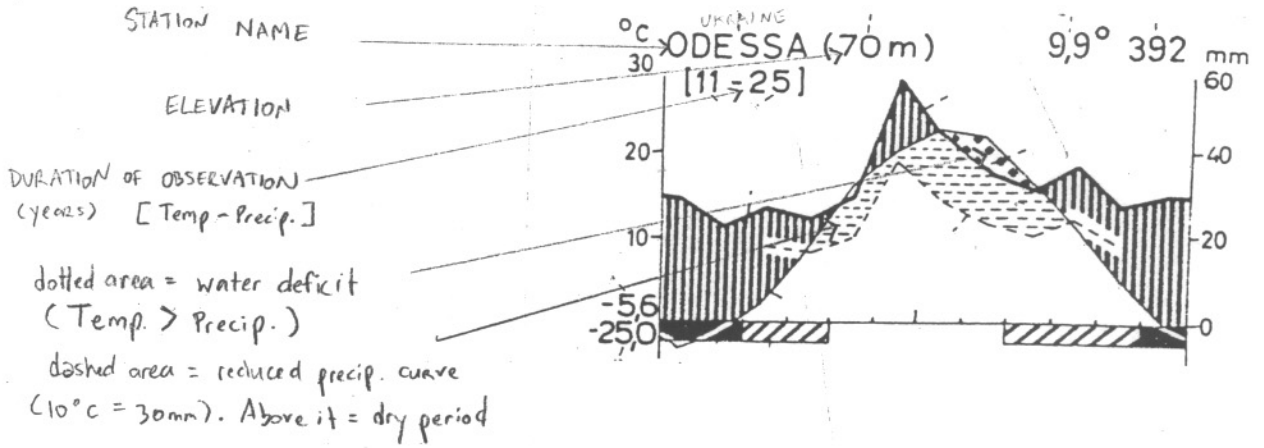 STATION NAME
ELEVATION
DURATION OF OBSERVATION
(years) [Temp - Precip.]
dotted area = water deficit
(Temp. > Precip.)
dashed area = reduced precip. curve
(10°C = 30mm). Above it = dry period
UKRAINE
°C ODESSA (70m) 9,9° 392 mm
30 [11-25] 60
20 40
10 20
-5,6
-25,0 0